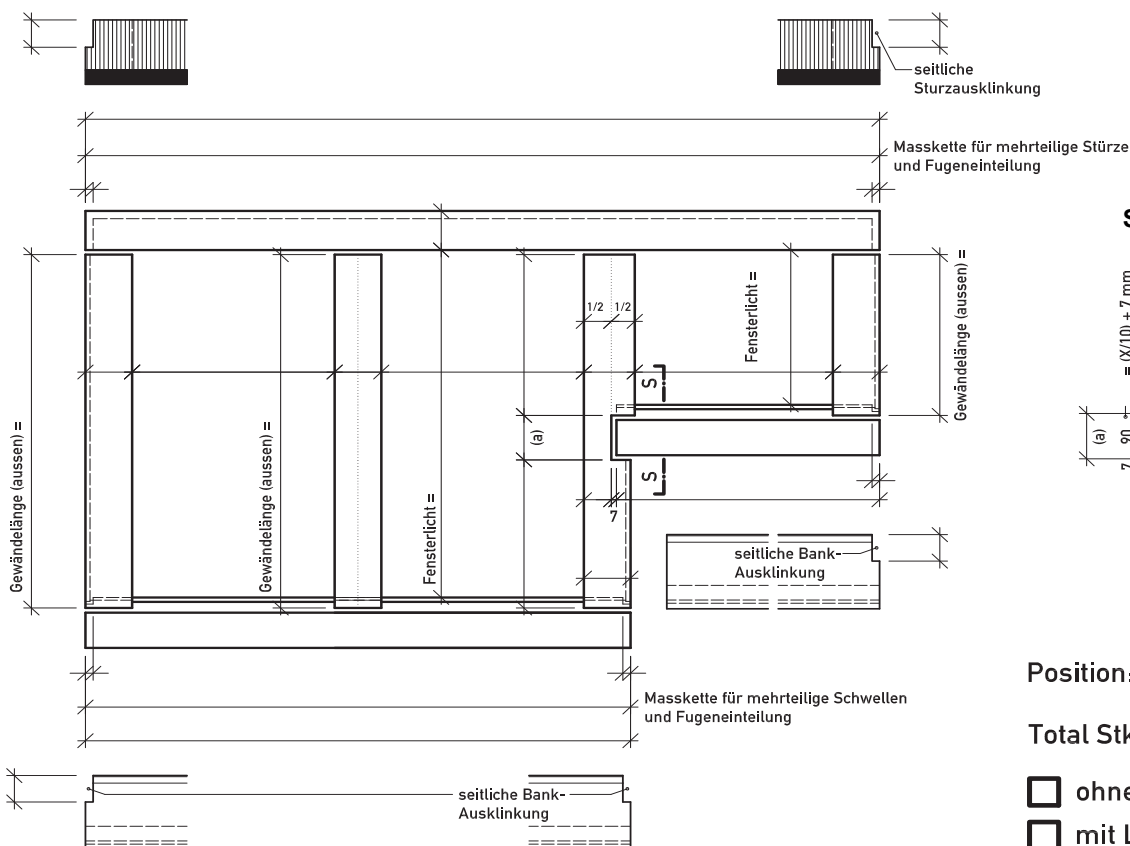 seitliche
Sturzausklinkung
Masskette für mehrteilige Stürze
und Fugeneinteilung
S
Gewändelänge (aussen) =
Gewändelänge (aussen) =
Fensterlicht =
(a)
1/2 1/2
S
S
7
Fensterlicht =
Gewändelänge (aussen) =
= (X/10) + 7 mm
(a)
7 90
seitliche Bank-
Ausklinkung
Masskette für mehrteilige Schwellen
und Fugeneinteilung
seitliche Bank-
Ausklinkung
Position:
Total Stk
ohne
mit L